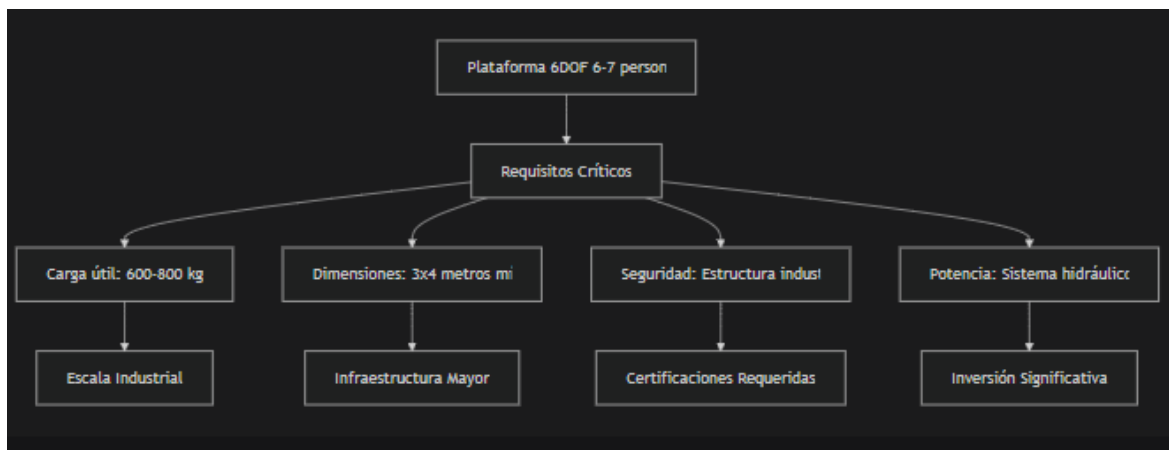 Plataforma 6DOF 6-7 person
Requisitos Críticos
Carga útil: 600-800 kg
Dimensiones: 3x4 metros mi
Seguridad: Estructura indust
Potencia: Sistema hidráulico
Escala Industrial
Infraestructura Mayor
Certificaciones Requeridas
Inversión Significativa